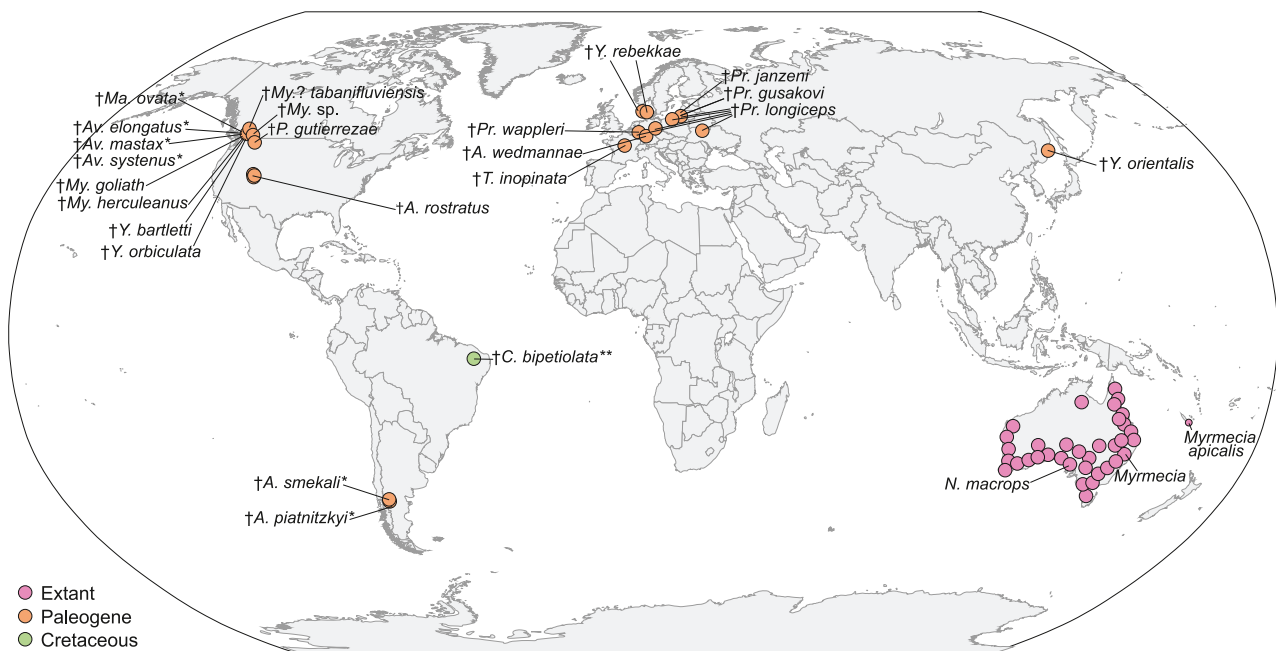 †Y. rebekkae
†Pr. janzeni
†Pr. gusakovi
†Pr. longiceps
†Ma. ovata*
†My.? tabanifluviensis
†My. sp.
†Av. elongatus*
†P. gutierrezae
†Av. mastax*
†Av. systenus*
†Pr. wappleri
†A. wedmannae
†T. inopinata
†Y. orientalis
†My. goliath
†My. herculeanus
†A. rostratus
†Y. bartletti
†Y. orbiculata
†C. bipetiolata**
Myrmecia
apicalis
†A. smekali*
N. macrops
Myrmecia
†A. piatnitzkyi*
Extant
Paleogene
Cretaceous